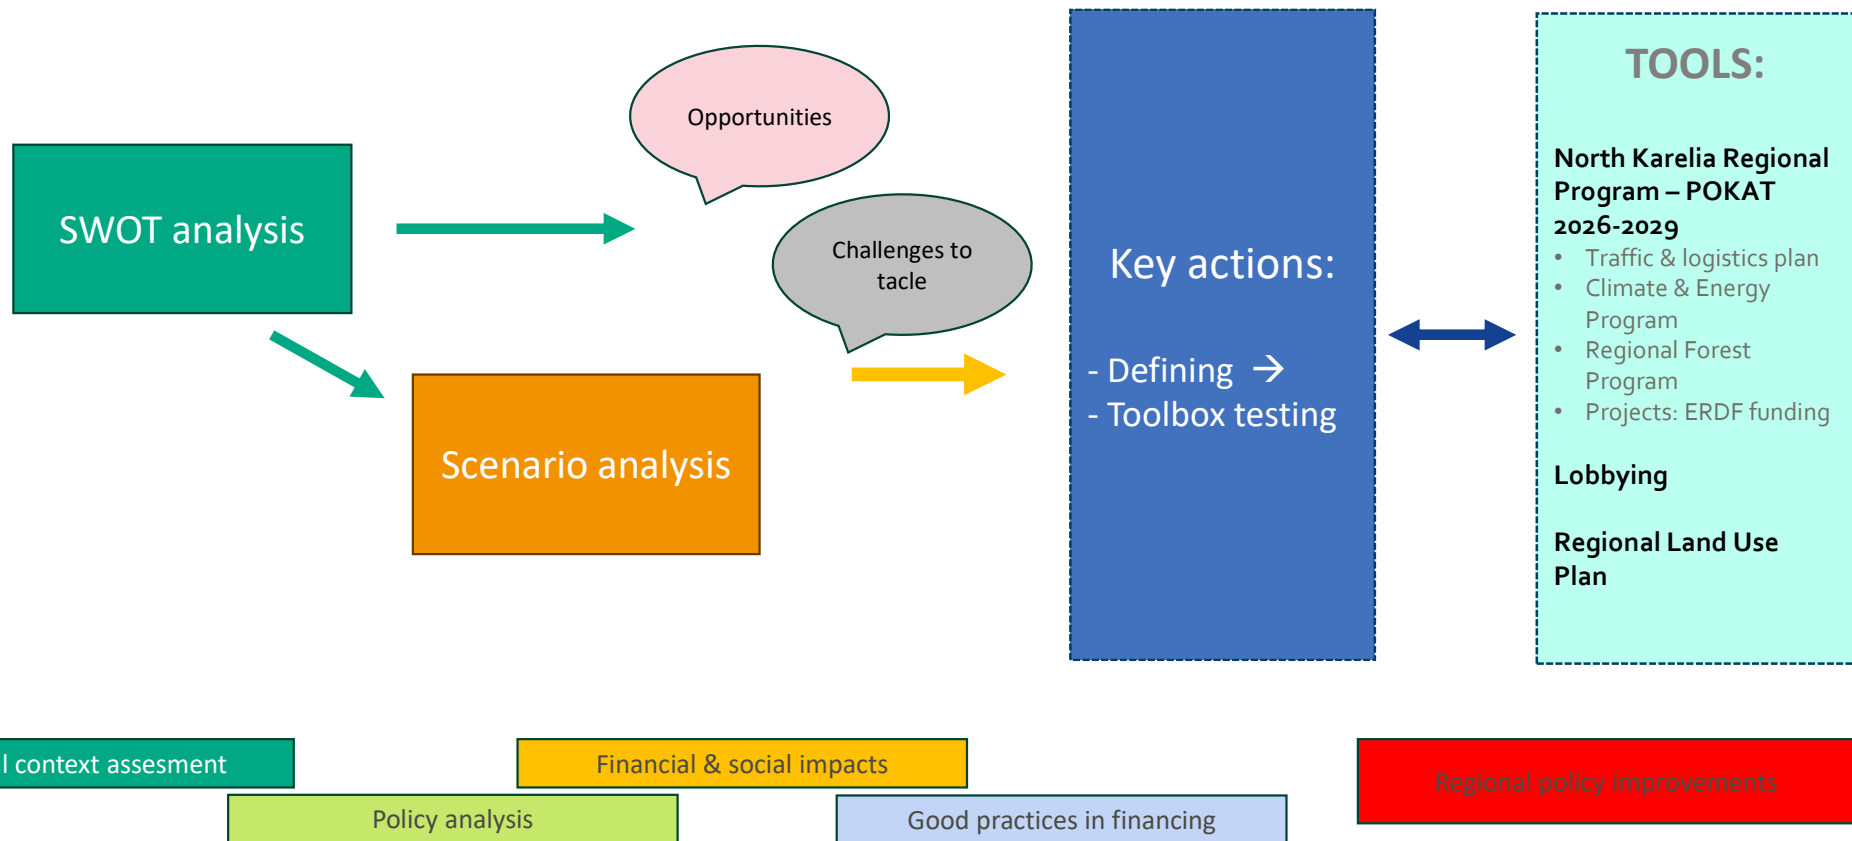 SWOT analysis
Opportunities
Challenges to
tacle
Scenario analysis
Key actions:
- Defining →
- Toolbox testing
TOOLS:
North Karelia Regional
Program – POKAT
2026-2029
• Traffic & logistics plan
• Climate & Energy
Program
• Regional Forest
Program
• Projects: ERDF funding
Lobbying
Regional Land Use
Plan
l context assesment
Financial & social impacts
Regional policy improvements
Policy analysis
Good practices in financing